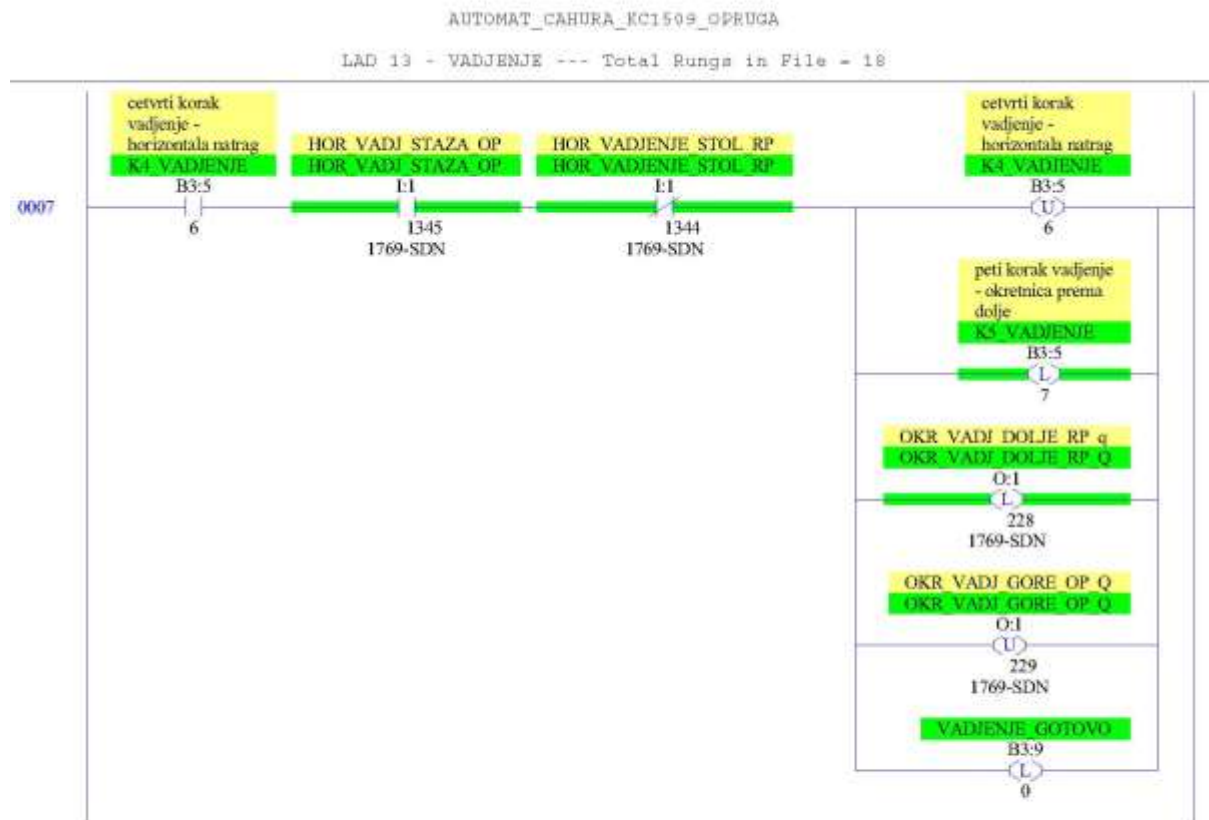 AUTOMAT_CAHURA_KC1509_OPRUGA
LAD 13 - VADJENJE --- Total Rungs in File = 18
0007
cetvrti korak
vadjenje -
horizontala natrag
K4_VADJENJE
B3:5
6
HOR_VADJ_STAZA_OP
HOR_VADJ_STAZA_OP
I:1
1345
1769-SDN
HOR_VADJENJE_STOL_RP
HOR_VADJENJE_STOL_RP
I:1
1344
1769-SDN
cetvrti korak
vadjenje -
horizontala natrag
K4_VADJENJE
B3:5
U
6
peti korak vadjenje
- okretnica prema
dolje
K5_VADJENJE
B3:5
L
7
OKR_VADJ_DOLJE_RP_q
OKR_VADJ_DOLJE_RP_Q
O:1
L
228
1769-SDN
OKR_VADJ_GORE_OP_Q
OKR_VADJ_GORE_OP_Q
O:1
U
229
1769-SDN
VADJENJE_GOTOVO
B3:9
L
0